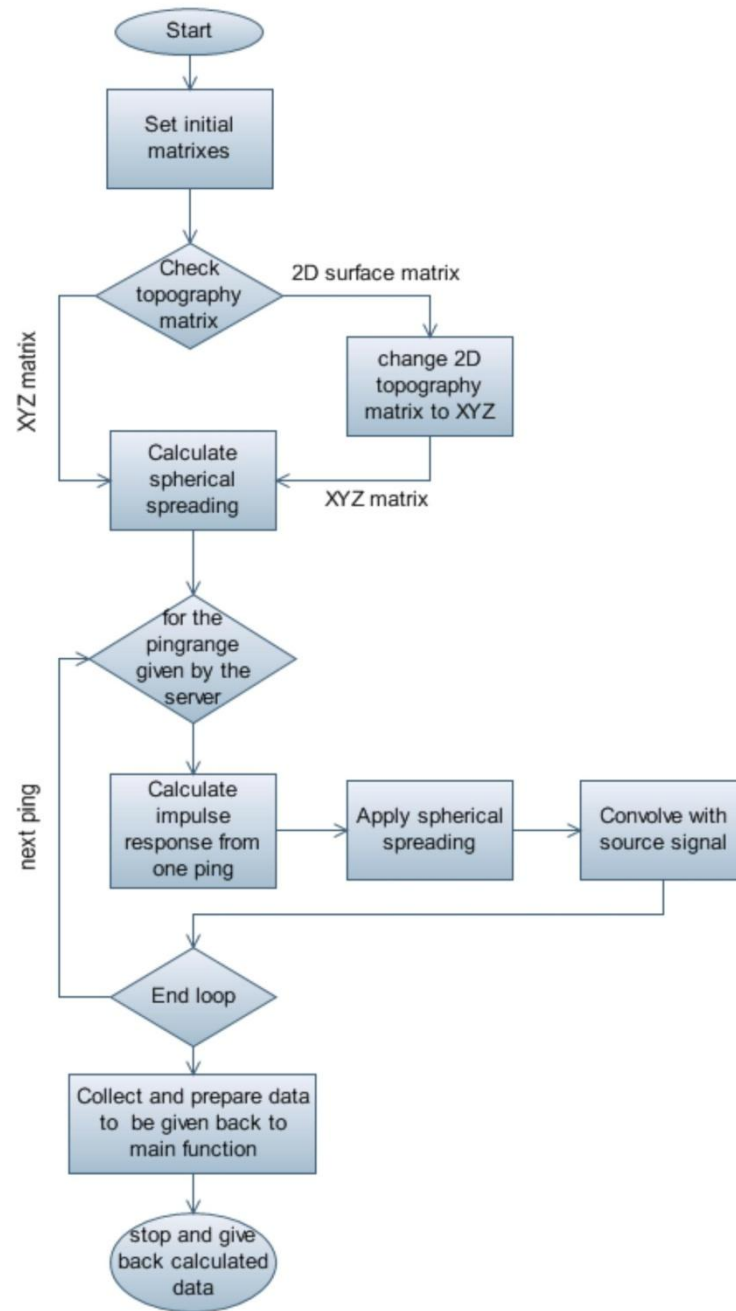 Start
Set initial
matrixes
Check
topography
matrix
2D surface matrix
XYZ matrix
change 2D
topography
matrix to XYZ
Calculate
spherical
spreading
XYZ matrix
for the
pingrange
given by the
server
next ping
Calculate
impulse
response from
one ping
Apply spherical
spreading
Convolve with
source signal
End loop
Collect and prepare data
to be given back to
main function
stop and give
back calculated
data